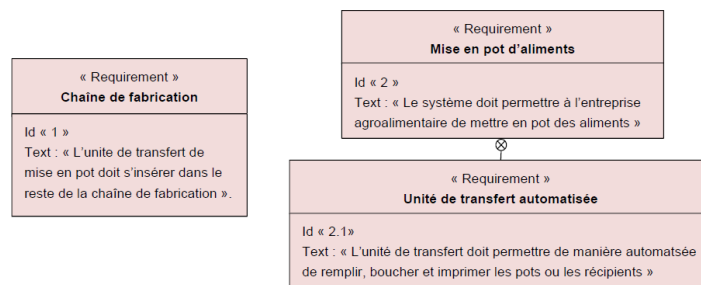 « Requirement »
Chaîne de fabrication
Id « 1 »
Text : « L'unite de transfert de
mise en pot doit s'insérer dans le
reste de la chaîne de fabrication ».
« Requirement »
Mise en pot d'aliments
Id « 2 »
Text : « Le système doit permettre à l'entreprise
agroalimentaire de mettre en pot des aliments »
« Requirement »
Unité de transfert automatisée
Id « 2.1»
Text : « L'unité de transfert doit permettre de manière automatsée
de remplir, boucher et imprimer les pots ou les récipients »